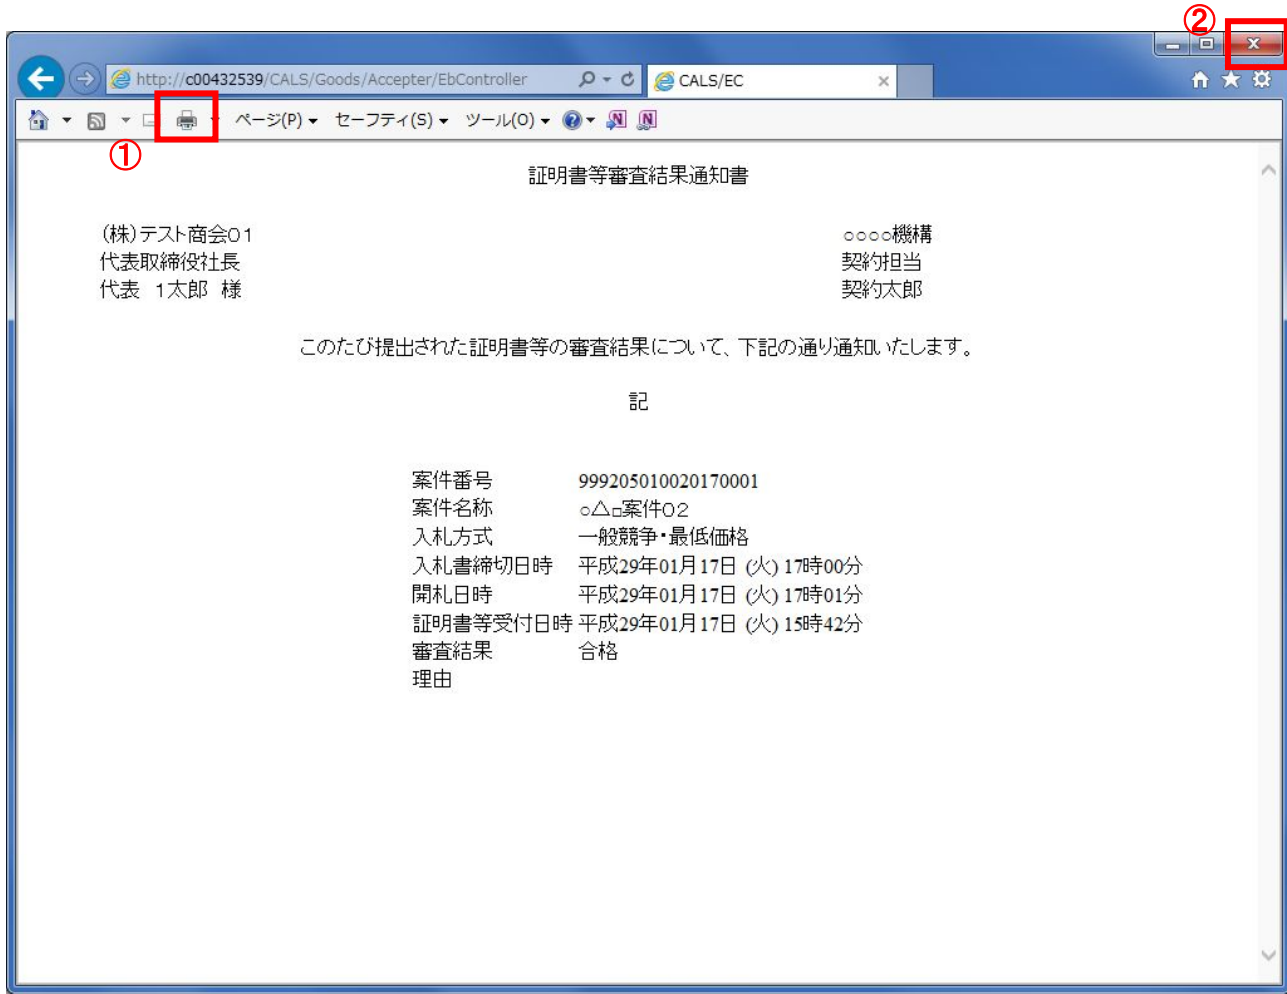 ②
http://c00432539/CALS/Goods/Accepter/EbController
CALS/EC
ページ(P) セーフティ(S) ツール(O)
①
証明書等審査結果通知書
(株)テスト商会01
○○○○機構
代表取締役社長
契約担当
代表 1太郎 様
契約太郎
このたび提出された証明書等の審査結果について、下記の通り通知いたします。
記
案件番号 999205010020170001
案件名称 ○△□案件02
入札方式 一般競争・最低価格
入札書締切日時 平成29年01月17日 (火) 17時00分
開札日時 平成29年01月17日 (火) 17時01分
証明書等受付日時 平成29年01月17日 (火) 15時42分
審査結果 合格
理由